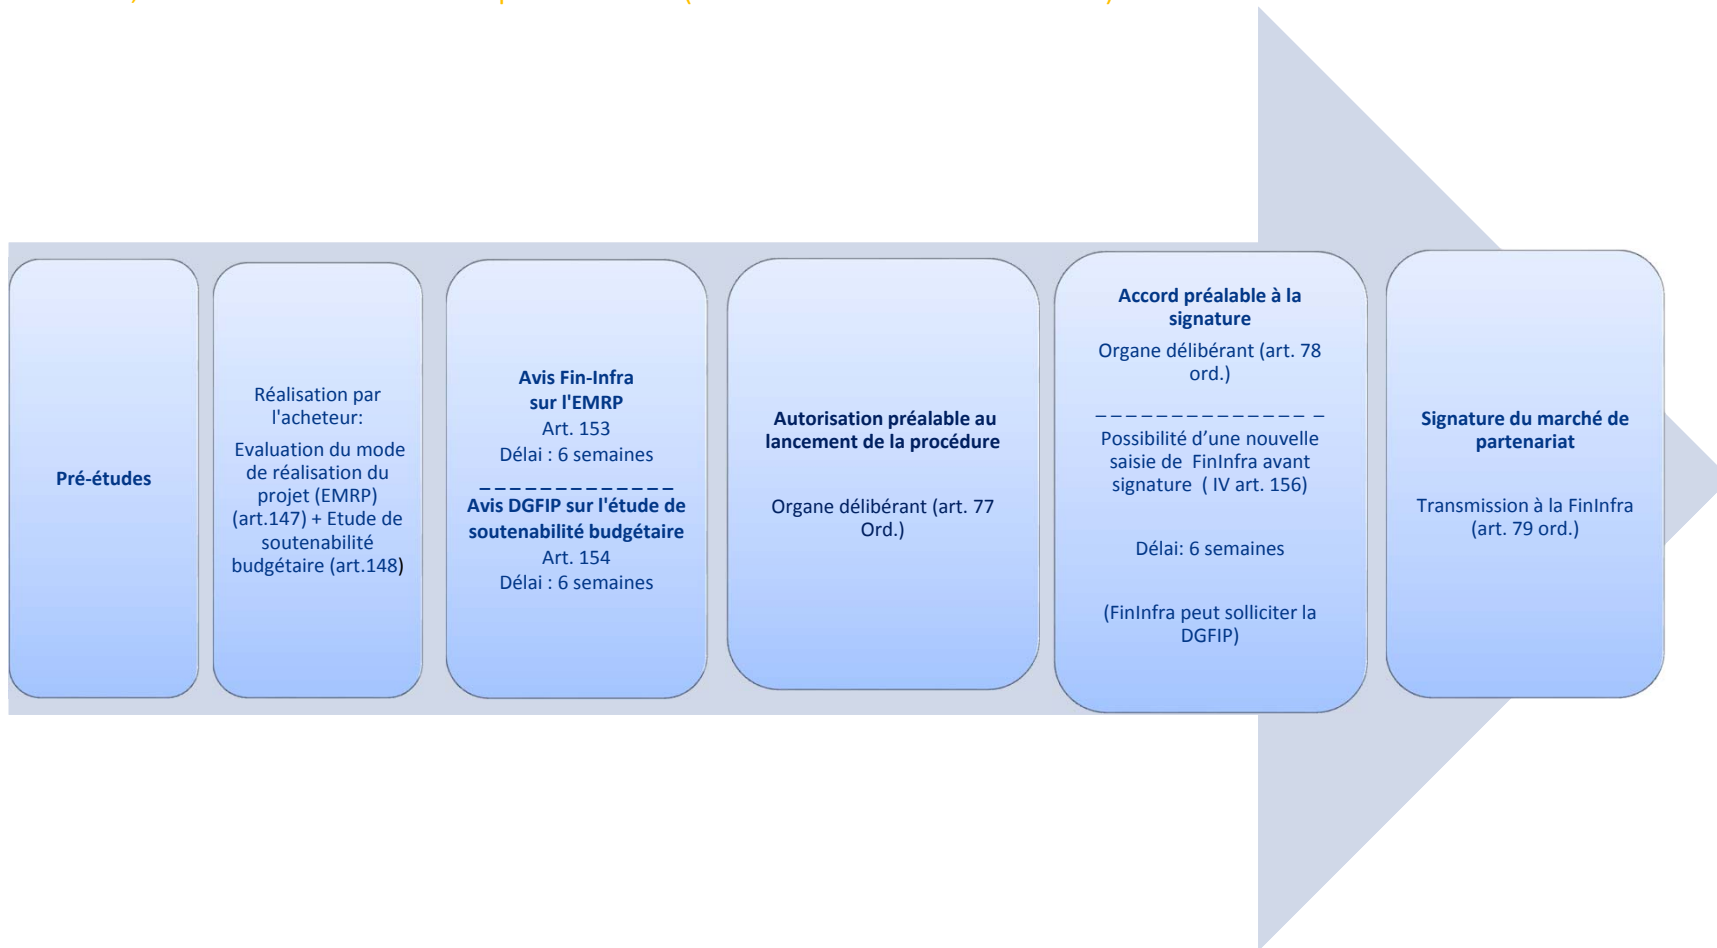 Pré-études
Réalisation par
l'acheteur:
Evaluation du mode
de réalisation du
projet (EMRP)
(art.147) + Etude de
soutenabilité
budgétaire (art.148)
Avis Fin-Infra
sur l'EMRP
Art. 153
Délai : 6 semaines
_ _ _ _ _ _ _ _ _ _ _ _ _
Avis DGFIP sur l'étude de
soutenabilité budgétaire
Art. 154
Délai : 6 semaines
Autorisation préalable au
lancement de la procédure
Organe délibérant (art. 77
Ord.)
Accord préalable à la
signature
Organe délibérant (art. 78
ord.)
_ _ _ _ _ _ _ _ _ _ _ _ _ _ _
Possibilité d’une nouvelle
saisie de FinInfra avant
signature ( IV art. 156)
Délai: 6 semaines
(FinInfra peut solliciter la
DGFIP)
Signature du marché de
partenariat
Transmission à la FinInfra
(art. 79 ord.)